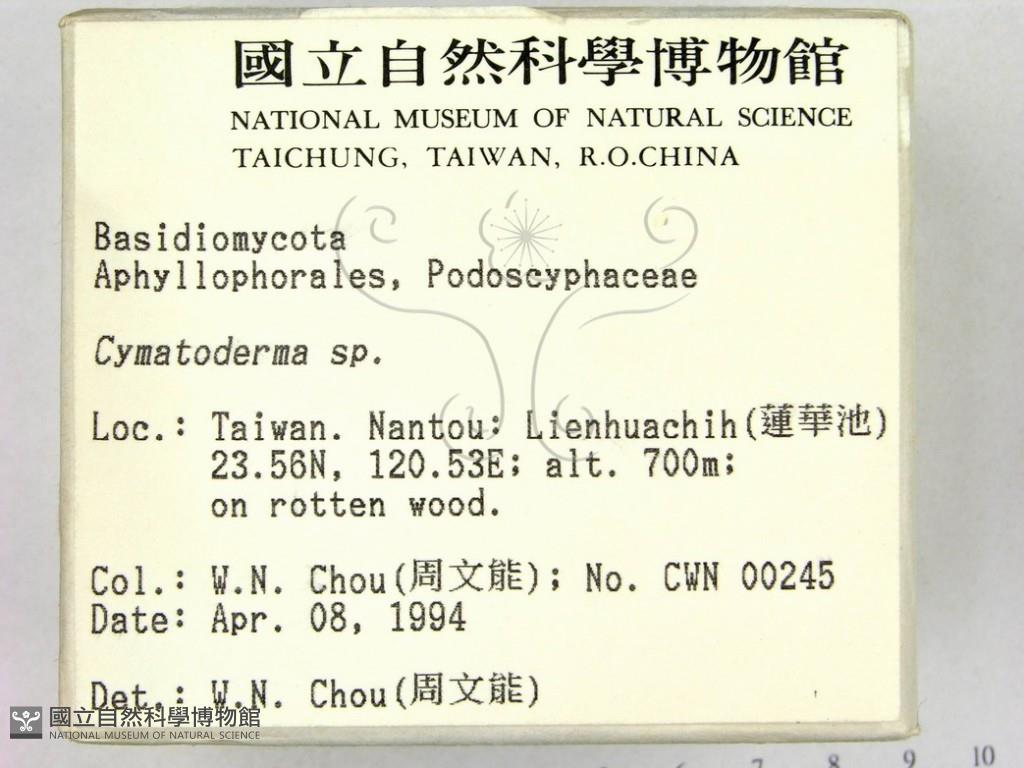 國立自然科學博物館
NATIONAL MUSEUM OF NATURAL SCIENCE
TAICHUNG, TAIWAN, R.O.CHINA
Basidiomycota
Aphyllophorales, Podoscyphaceae
Cymatoderma sp.
Loc.: Taiwan. Nantou: Lienhuachih(蓮華池)
23.56N, 120.53E; alt. 700m;
on rotten wood.
Col.: W.N. Chou(周文能); No. CWN 00245
Date: Apr. 08, 1994
Det.: W.N. Chou(周文能)
國立自然科學博物館
NATIONAL MUSEUM OF NATURAL SCIENCE
7 8 9 10